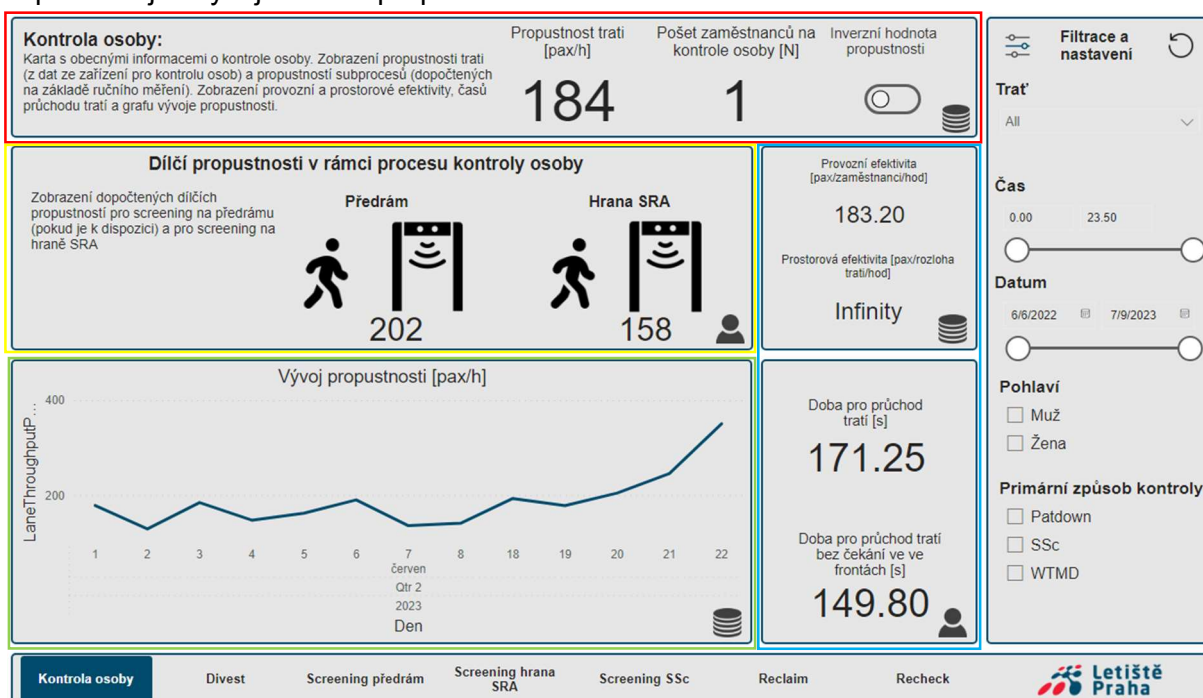 Kontrola osoby:
Karta s obecnými informacemi o kontrole osoby. Zobrazení propustnosti trati
(z dat ze zařízení pro kontrolu osob) a propustností subprocesů (dopočtených
na základě ručního měření). Zobrazení provozní a prostorové efektivity, časů
průchodu tratí a grafu vývoje propustnosti.
Propustnost trati
[pax/h]
184
Pošet zaměstnanců na
kontrole osoby [N]
1
Inverzní hodnota
propustnosti
Filtrace a
nastavení
Trať
All
Čas
0.00 23.50
Datum
6/6/2022 7/9/2023
Pohlaví
Muž
Žena
Primární způsob kontroly
Patdown
SSc
WTMD
Dílčí propustnosti v rámci procesu kontroly osoby
Zobrazení dopočtených dílčích
propustností pro screening na předrámu
(pokud je k dispozici) a pro screening na
hraně SRA
Předrám
202
Hrana SRA
158
Provozní efektivita
[pax/zaměstnanci/hod]
183.20
Prostorová efektivita [pax/rozloha
trati/hod]
Infinity
Vývoj propustnosti [pax/h]
LaneThroughputP...
400
200
1 2 3 4 5 6 7 8 18 19 20 21 22
červen
Qtr 2
2023
Den
Doba pro průchod
tratí [s]
171.25
Doba pro průchod tratí
bez čekání ve ve
frontách [s]
149.80
Kontrola osoby
Divest
Screening předrám
Screening hrana
SRA
Screening SSc
Reclaim
Recheck
Letiště
Praha